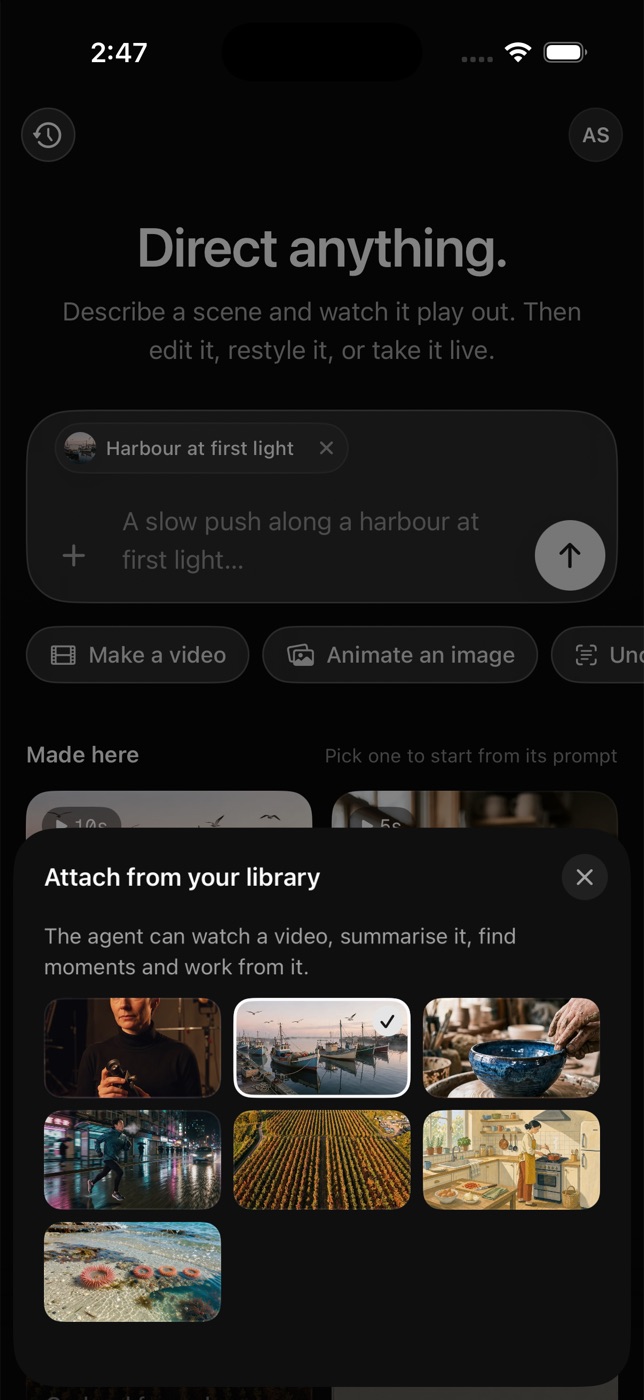 2:47
AS
Direct anything.
Describe a scene and watch it play out. Then
edit it, restyle it, or take it live.
Harbour at first light
A slow push along a harbour at
first light...
Make a video
Animate an image
Made here
Pick one to start from its prompt
10s
5s
Attach from your library
The agent can watch a video, summarise it, find
moments and work from it.